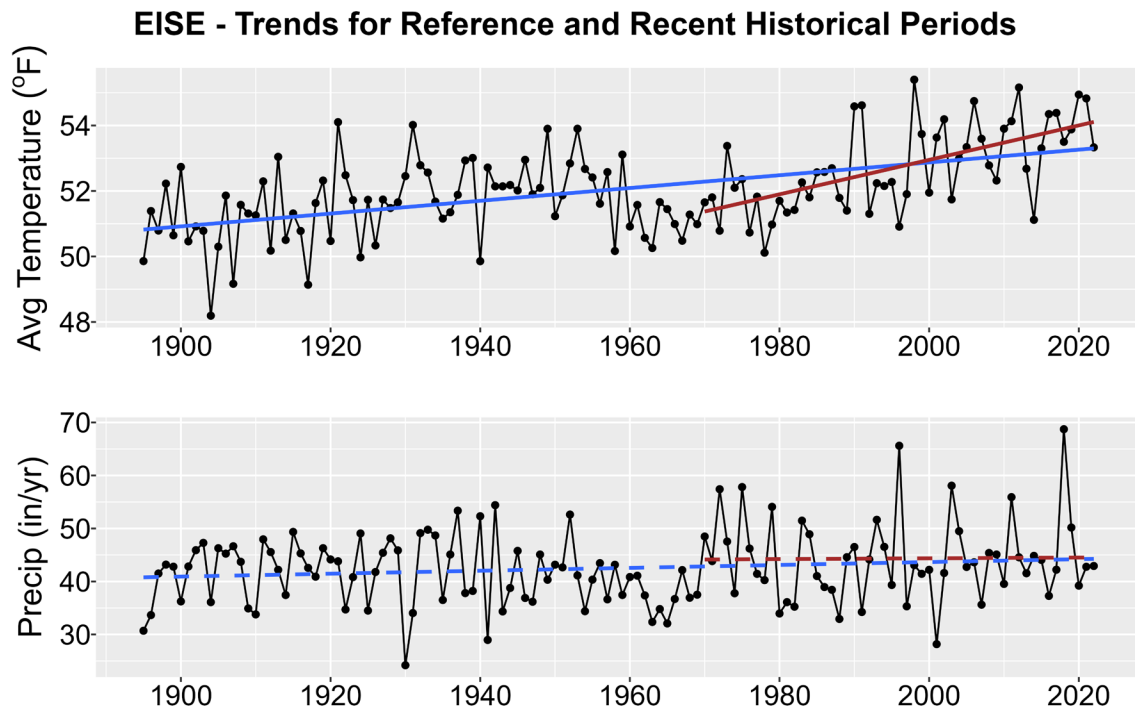 EISE - Trends for Reference and Recent Historical Periods
Avg Temperature (°F)
54
52
50
48
1900 1920 1940 1960 1980 2000 2020
Precip (in/yr)
70
60
50
40
30
1900 1920 1940 1960 1980 2000 2020